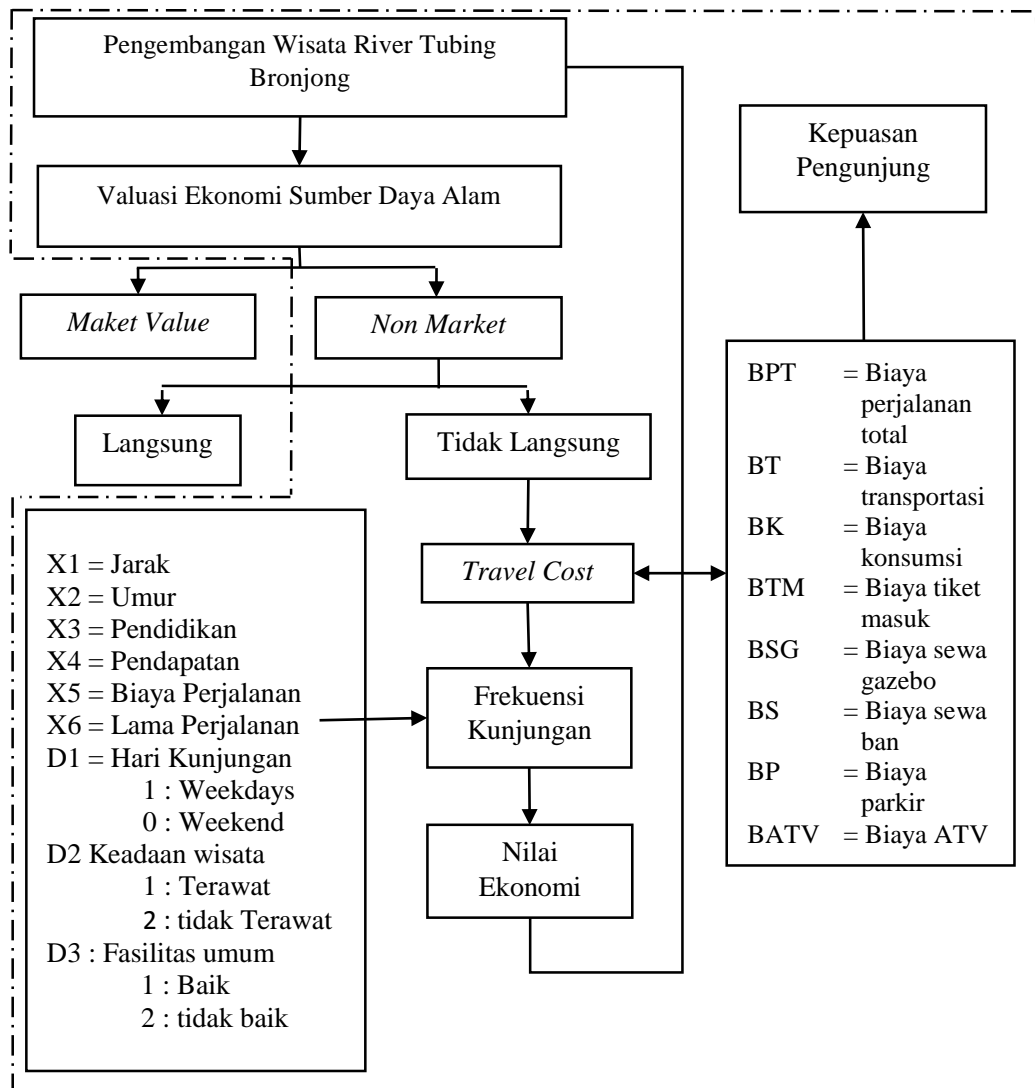 Pengembangan Wisata River Tubing
Bronjong
Valuasi Ekonomi Sumber Daya Alam
Kepuasan
Pengunjung
Maket Value
Non Market
Langsung
Tidak Langsung
Travel Cost
Frekuensi
Kunjungan
Nilai
Ekonomi
X1 = Jarak
X2 = Umur
X3 = Pendidikan
X4 = Pendapatan
X5 = Biaya Perjalanan
X6 = Lama Perjalanan
D1 = Hari Kunjungan
1 : Weekdays
0 : Weekend
D2 Keadaan wisata
1 : Terawat
2 : tidak Terawat
D3 : Fasilitas umum
1 : Baik
2 : tidak baik
BPT = Biaya
perjalanan
total
BT = Biaya
transportasi
BK = Biaya
konsumsi
BTM = Biaya tiket
masuk
BSG = Biaya sewa
gazebo
BS = Biaya sewa
ban
BP = Biaya
parkir
BATV = Biaya ATV